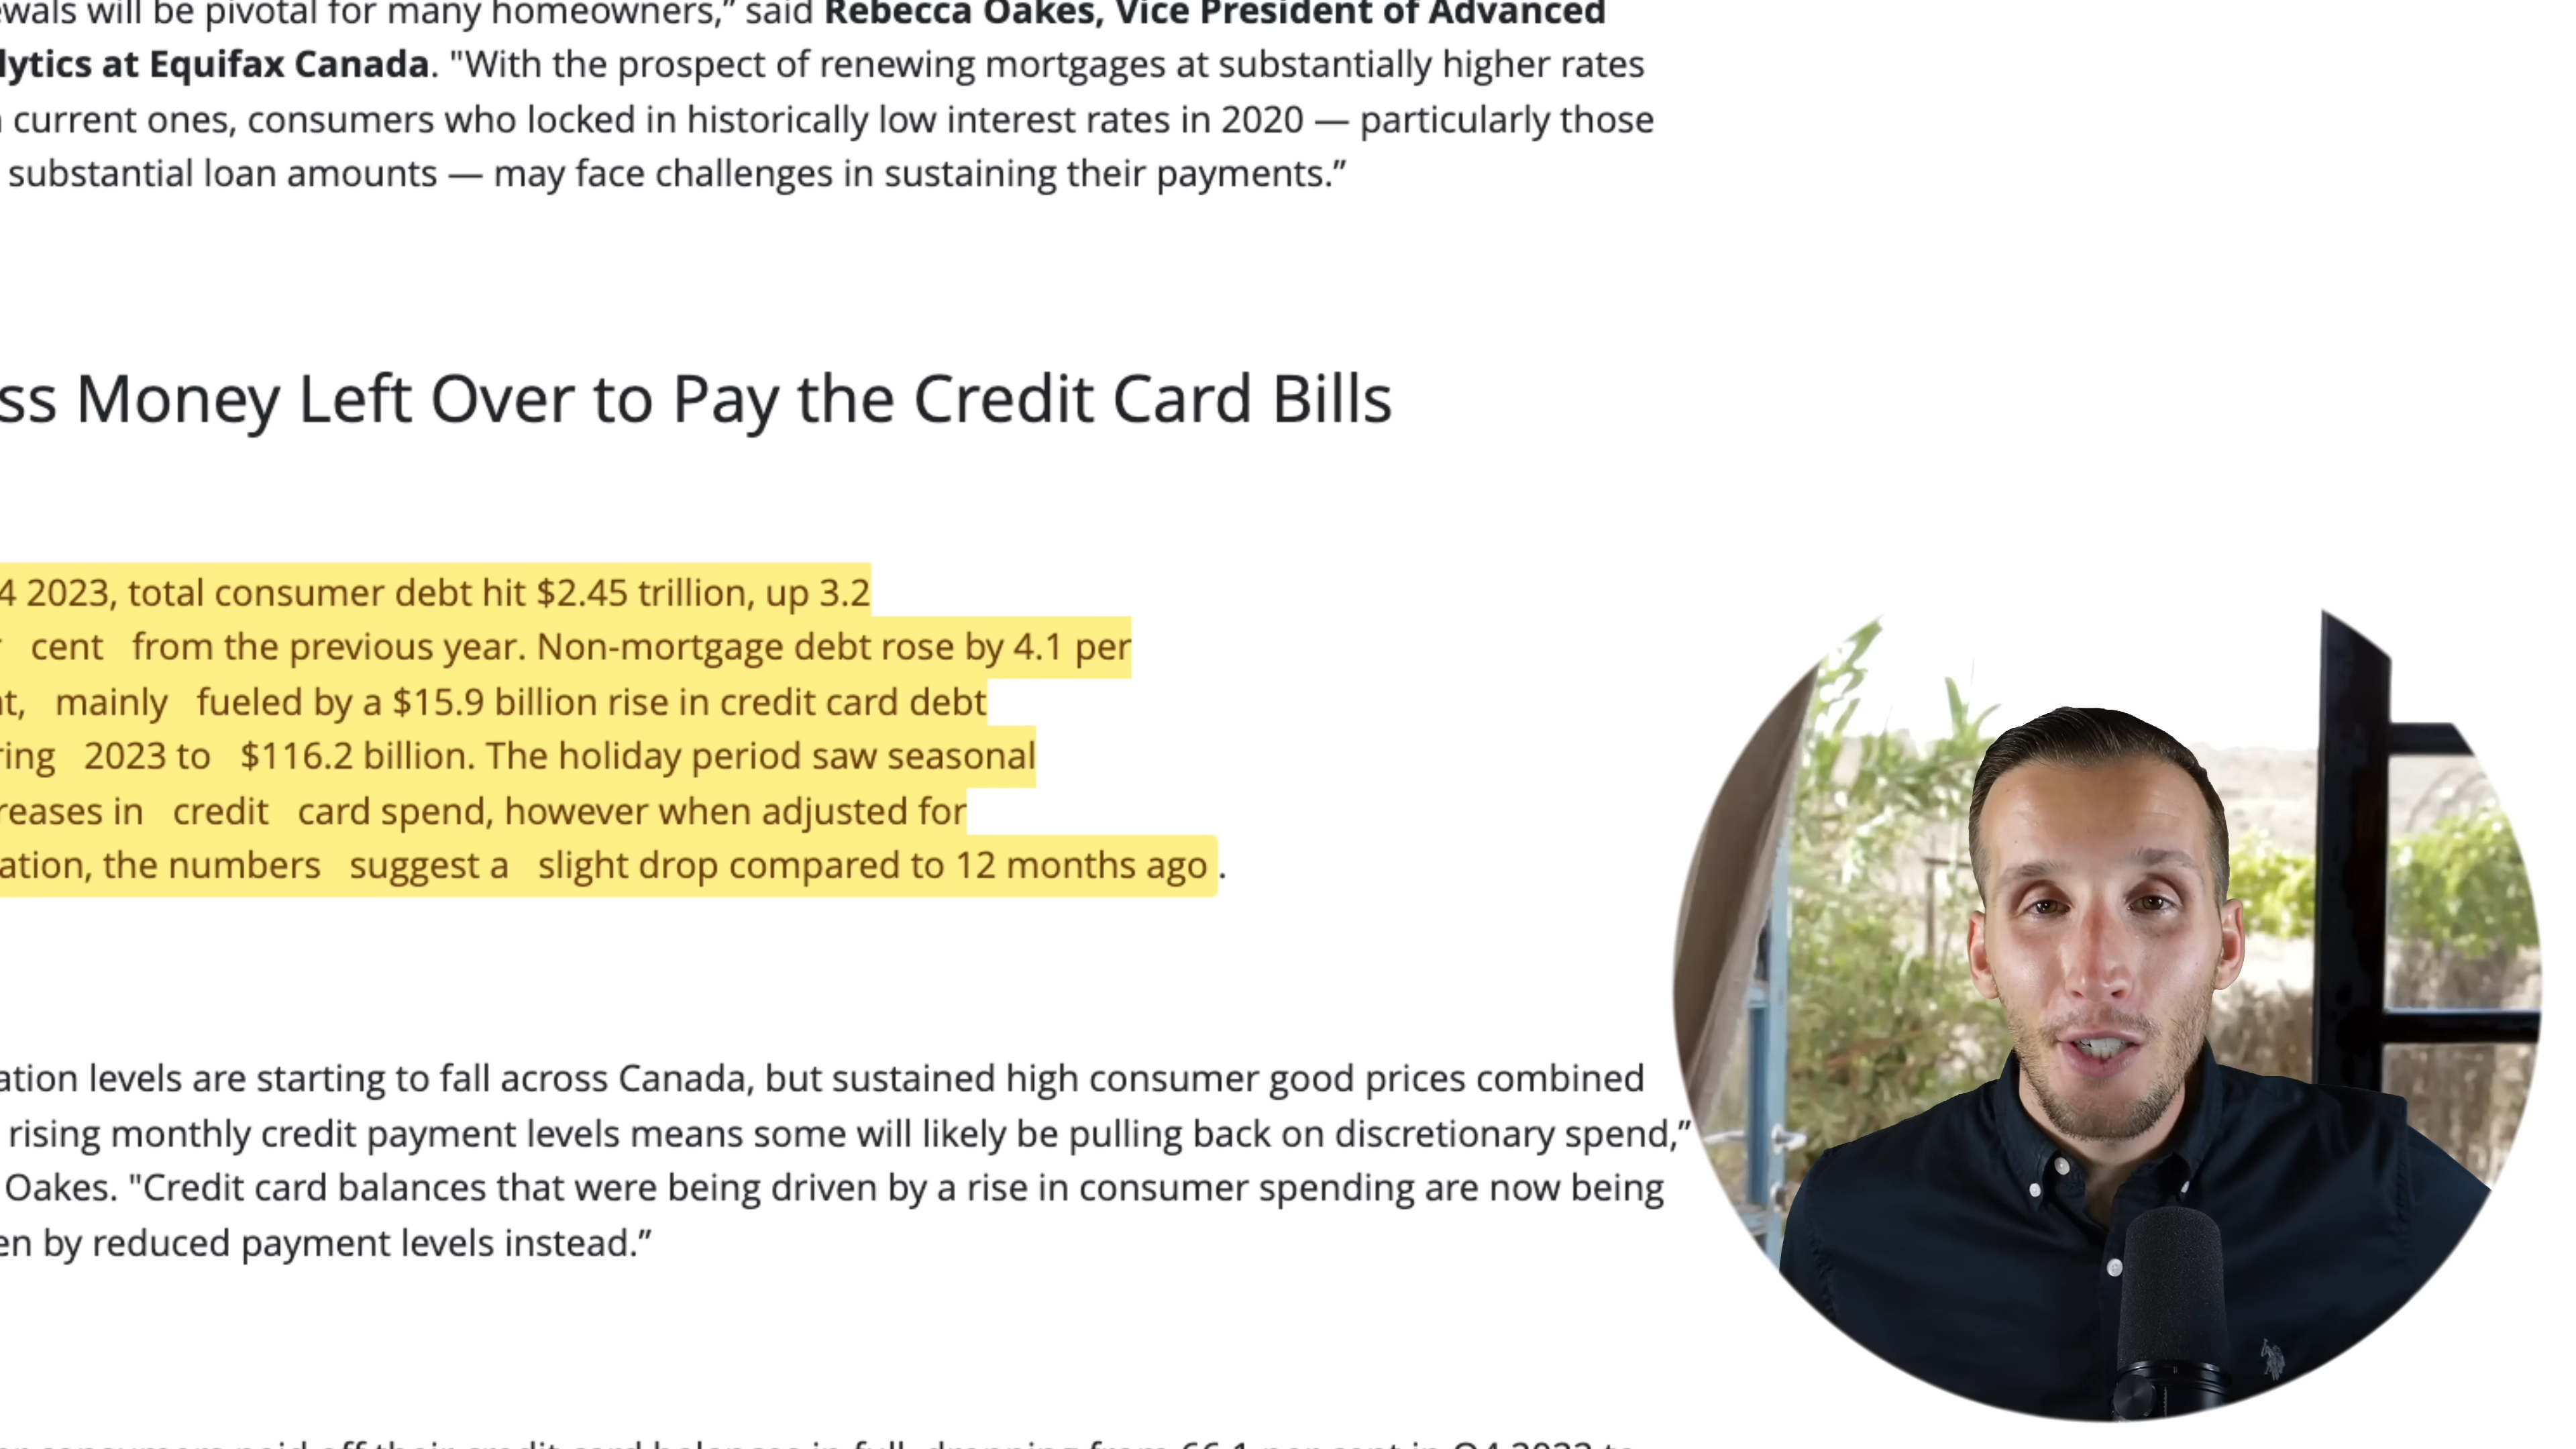 ewals will be pivotal for many homeowners,” said Rebecca Oakes, Vice President of Advanced
lytics at Equifax Canada. "With the prospect of renewing mortgages at substantially higher rates
current ones, consumers who locked in historically low interest rates in 2020 — particularly those
substantial loan amounts — may face challenges in sustaining their payments.”
ss Money Left Over to Pay the Credit Card Bills
4 2023, total consumer debt hit $2.45 trillion, up 3.2
cent from the previous year. Non-mortgage debt rose by 4.1 per
t, mainly fueled by a $15.9 billion rise in credit card debt
ring 2023 to $116.2 billion. The holiday period saw seasonal
reases in credit card spend, however when adjusted for
ation, the numbers suggest a slight drop compared to 12 months ago .
ation levels are starting to fall across Canada, but sustained high consumer good prices combined
rising monthly credit payment levels means some will likely be pulling back on discretionary spend,”
Oakes. "Credit card balances that were being driven by a rise in consumer spending are now being
en by reduced payment levels instead.”